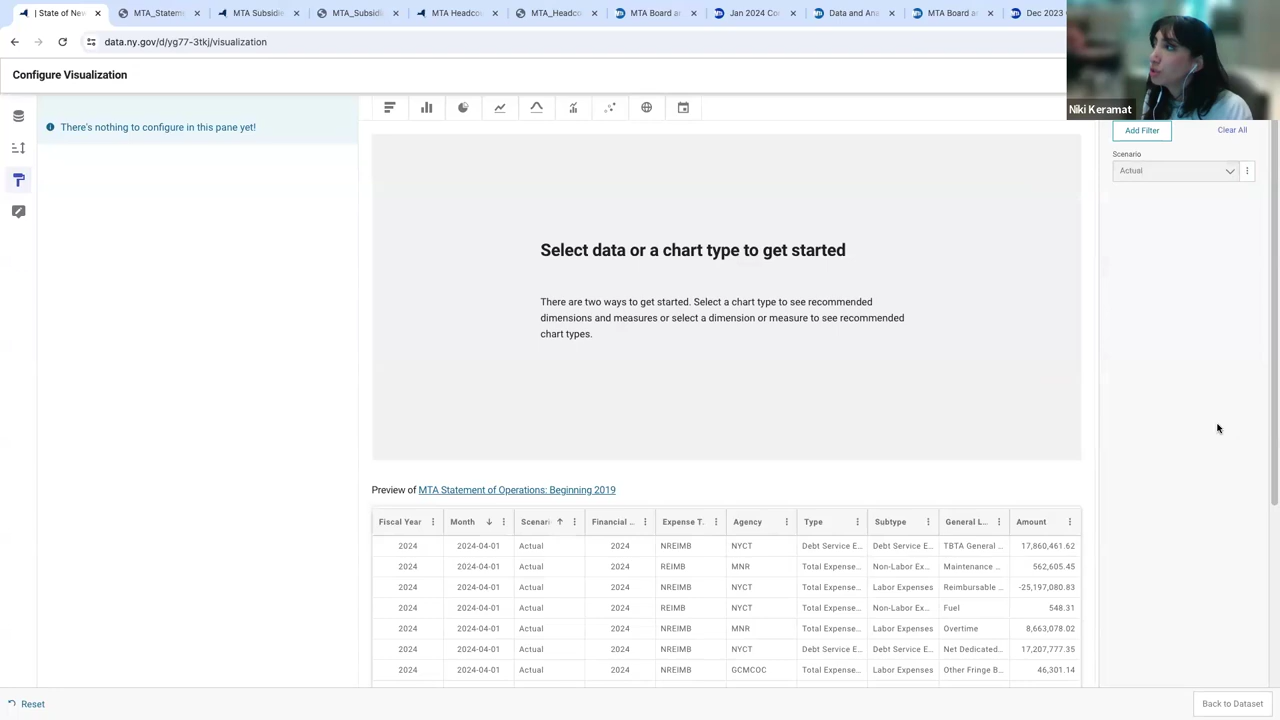 | State of New
MTA_Statem
MTA Subsidie
MTA_Subsidi
MTA Headco
MTA_Headco
MTA Board ar
Jan 2024 Co
Data and Ana
MTA Board ar
Dec 2023
data.ny.gov/d/yg77-3tkj/visualization
Configure Visualization
Niki Keramat
There's nothing to configure in this pane yet!
Add Filter
Clear All
Scenario
Actual
Select data or a chart type to get started
There are two ways to get started. Select a chart type to see recommended
dimensions and measures or select a dimension or measure to see recommended
chart types.
Preview of MTA Statement of Operations: Beginning 2019
Fiscal Year Month Scenari Financial .. Expense T. Agency Type Subtype General L... Amount
2024 2024-04-01 Actual 2024 NREIMB NYCT Debt Service E... Debt Service E... TBTA General ... 17,860,461.62
2024 2024-04-01 Actual 2024 REIMB MNR Total Expense... Non-Labor Ex... Maintenance ... 562,605.45
2024 2024-04-01 Actual 2024 NREIMB NYCT Total Expense... Labor Expenses Reimbursable ... -25,197,080.83
2024 2024-04-01 Actual 2024 REIMB NYCT Total Expense... Non-Labor Ex... Fuel 548.31
2024 2024-04-01 Actual 2024 NREIMB MNR Total Expense... Labor Expenses Overtime 8,663,078.02
2024 2024-04-01 Actual 2024 NREIMB NYCT Debt Service E... Debt Service E... Net Dedicated... 17,207,777.35
2024 2024-04-01 Actual 2024 NREIMB GCMCOC Total Expense... Labor Expenses Other Fringe B... 46,301.14
Reset
Back to Dataset